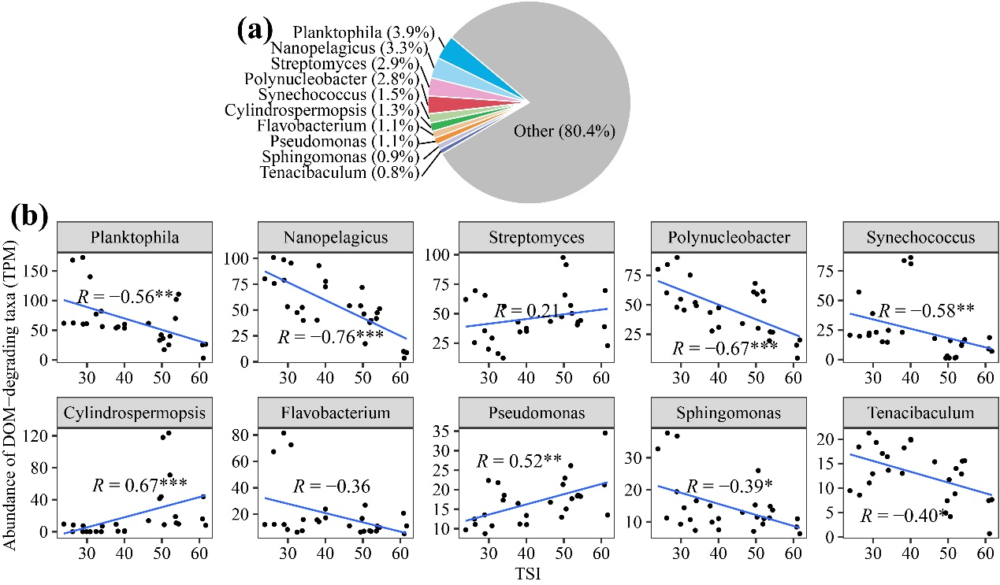 (a)
Planktophila (3.9%)
Nanopelagicus (3.3%)
Streptomyces (2.9%)
Polynucleobacter (2.8%)
Synechococcus (1.5%)
Cylindrospermopsis (1.3%)
Flavobacterium (1.1%)
Pseudomonas (1.1%)
Sphingomonas (0.9%)
Tenacibaculum (0.8%)
Other (80.4%)
(b)
Abundance of DOM−degrading taxa (TPM)
Planktophila
150
100
50
0
R = −0.56**
30 40 50 60
Nanopelagicus
100
75
50
25
0
R = −0.76***
30 40 50 60
Streptomyces
100
75
50
25
R = 0.21
30 40 50 60
Polynucleobacter
75
50
25
R = −0.67***
30 40 50 60
Synechococcus
75
50
25
0
R = −0.58**
30 40 50 60
Cylindrospermopsis
120
80
40
0
R = 0.67***
30 40 50 60
Flavobacterium
80
60
40
20
R = −0.36
30 40 50 60
Pseudomonas
35
30
25
20
15
10
R = 0.52**
30 40 50 60
Sphingomonas
30
20
10
R = −0.39*
30 40 50 60
Tenacibaculum
20
15
10
5
0
R = −0.40*
30 40 50 60
TSI